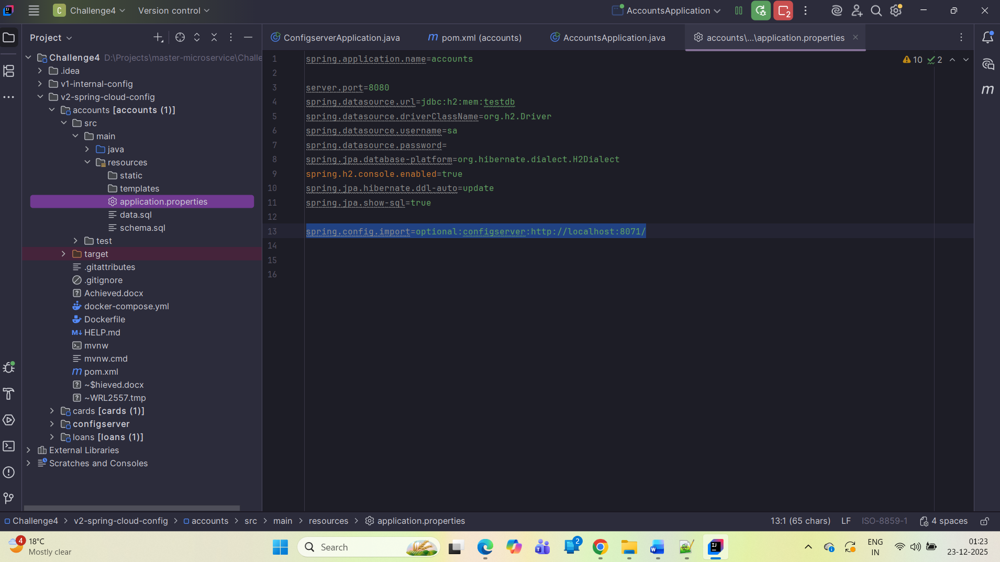 C Challenge4 Version control AccountsApplication 2
Project ConfigserverApplication.java m pom.xml (accounts) AccountsApplication.java accounts\...\application.properties
Challenge4 D:\Projects\master-microservice\Challe
.idea
v1-internal-config
v2-spring-cloud-config
accounts [accounts (1)]
src
main
java
resources
static
templates
application.properties
data.sql
schema.sql
test
target
.gitattributes
.gitignore
Achieved.docx
docker-compose.yml
Dockerfile
M↓ HELP.md
mvnw
mvnw.cmd
m pom.xml
~$hieved.docx
~WRL2557.tmp
cards [cards (1)]
configserver
loans [loans (1)]
External Libraries
Scratches and Consoles
1 spring.application.name=accounts
2
3 server.port=8080
4 spring.datasource.url=jdbc:h2:mem:testdb
5 spring.datasource.driverClassName=org.h2.Driver
6 spring.datasource.username=sa
7 spring.datasource.password=
8 spring.jpa.database-platform=org.hibernate.dialect.H2Dialect
9 spring.h2.console.enabled=true
10 spring.jpa.hibernate.ddl-auto=update
11 spring.jpa.show-sql=true
12
13 spring.config.import=optional:configserver:http://localhost:8071/
14
15
16
10 2
m
Challenge4 > v2-spring-cloud-config > accounts > src > main > resources > application.properties 13:1 (65 chars) LF ISO-8859-1 4 spaces
4 18°C
Mostly clear
Search
2
ENG
IN
01:23
23-12-2025